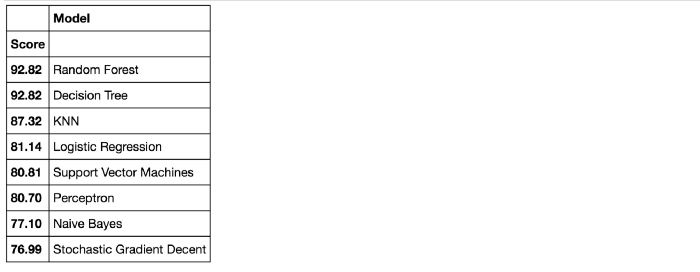 Model
Score
92.82 Random Forest
92.82 Decision Tree
87.32 KNN
81.14 Logistic Regression
80.81 Support Vector Machines
80.70 Perceptron
77.10 Naive Bayes
76.99 Stochastic Gradient Decent